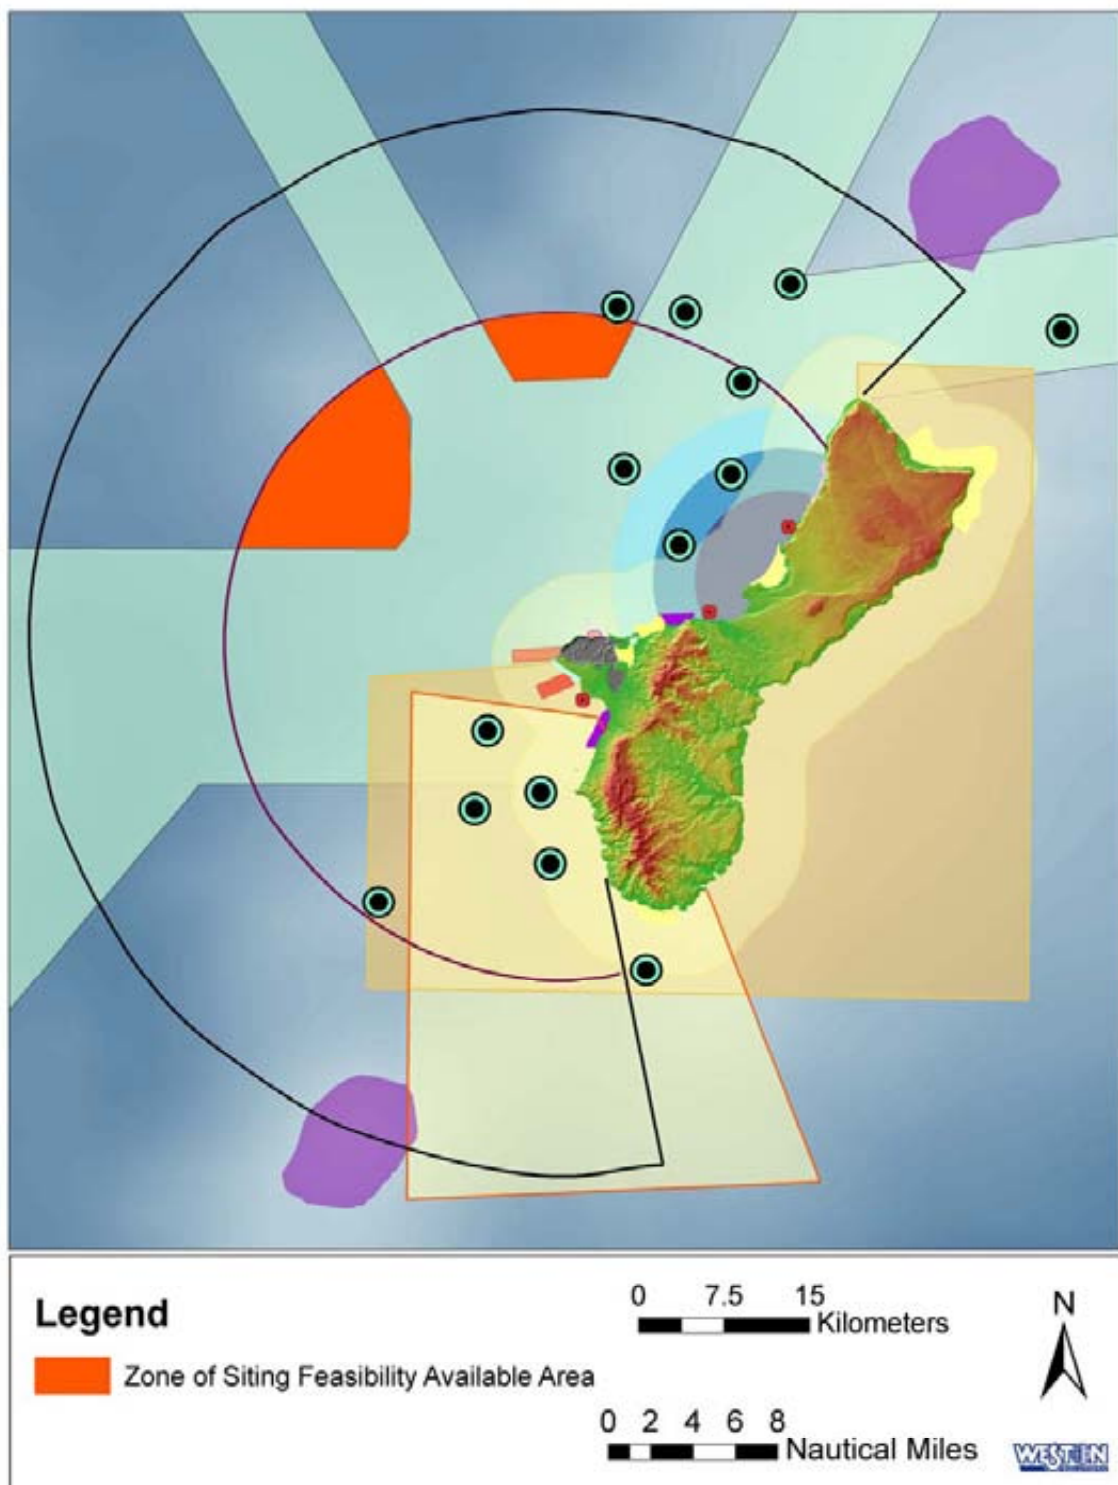 Legend
Zone of Siting Feasibility Available Area
0 7.5 15
Kilometers
0 2 4 6 8
Nautical Miles
N